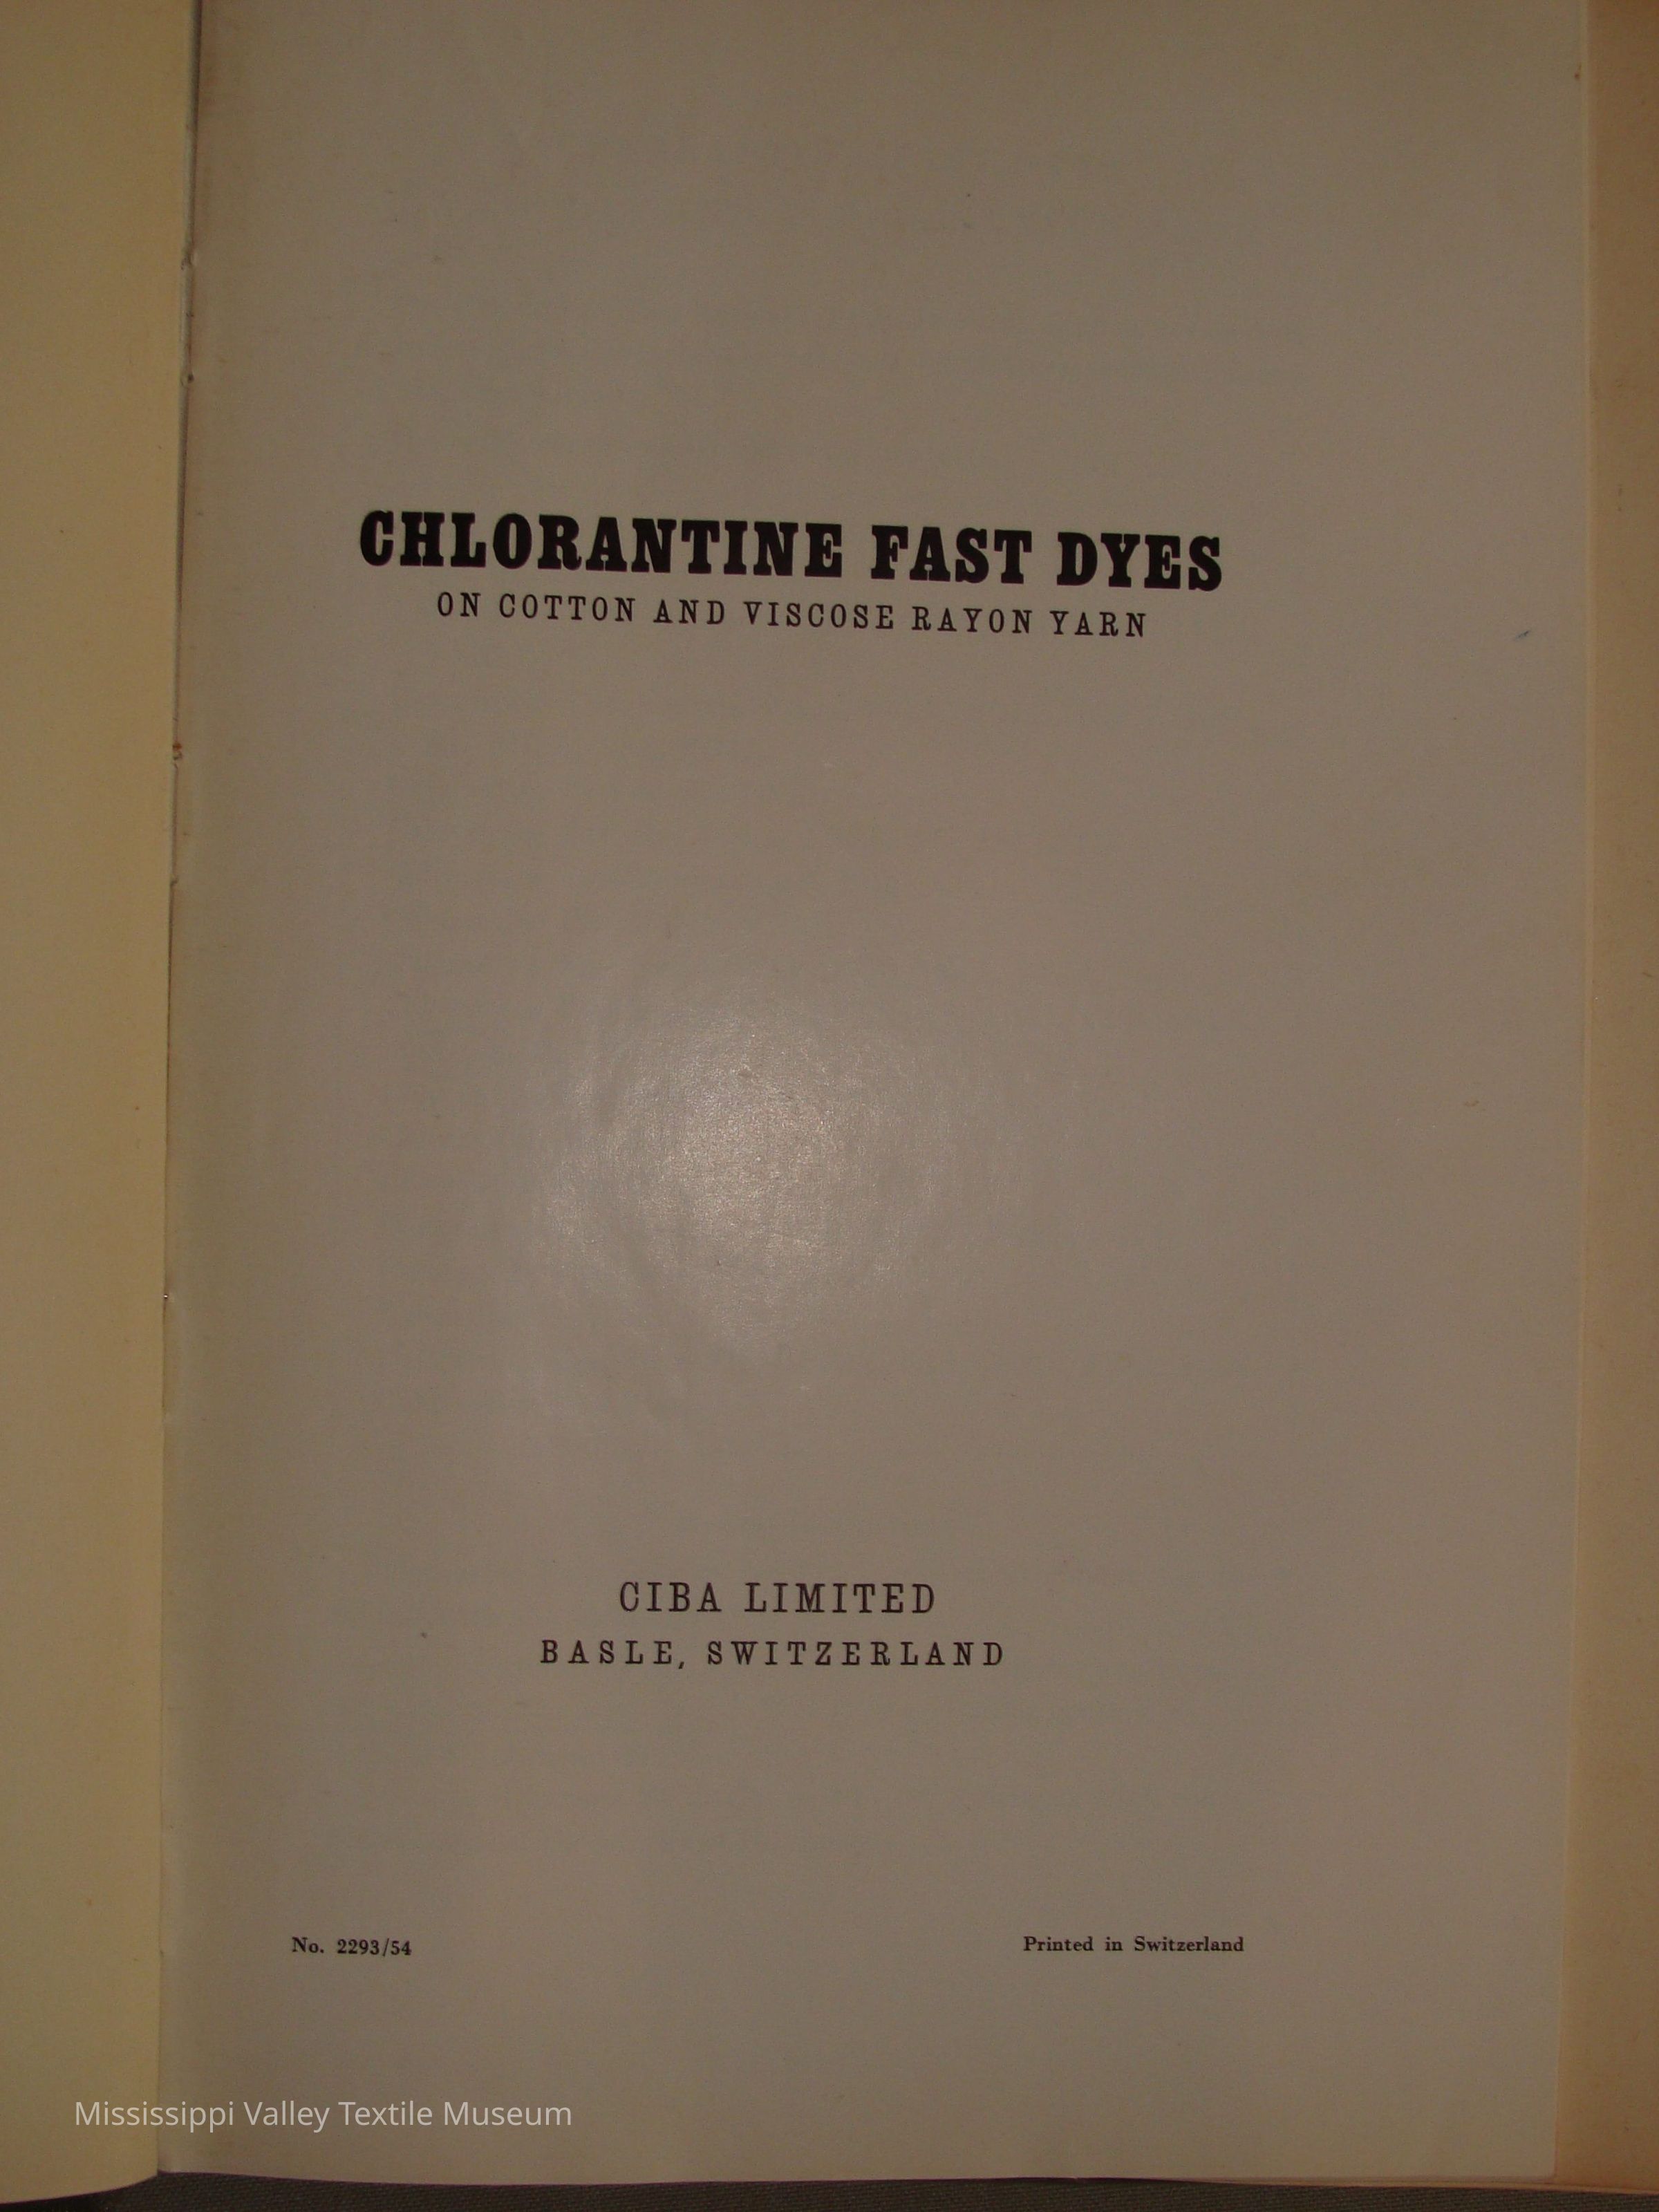 CHLORANTINE FAST DYES
ON COTTON AND VISCOSE RAYON YARN
CIBA LIMITED
BASLE, SWITZERLAND
No. 2293/54 Printed in Switzerland
Mississippi Valley Textile Museum